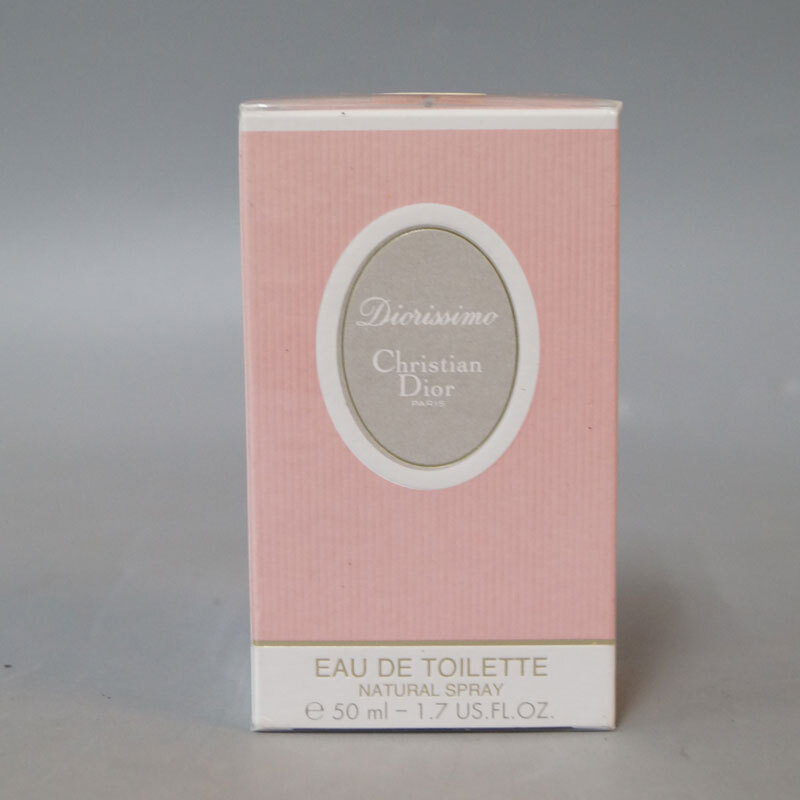 Diorissimo
Christian
Dior
PARIS
EAU DE TOILETTE
NATURAL SPRAY
℮ 50 ml – 1.7 US.FL.OZ.